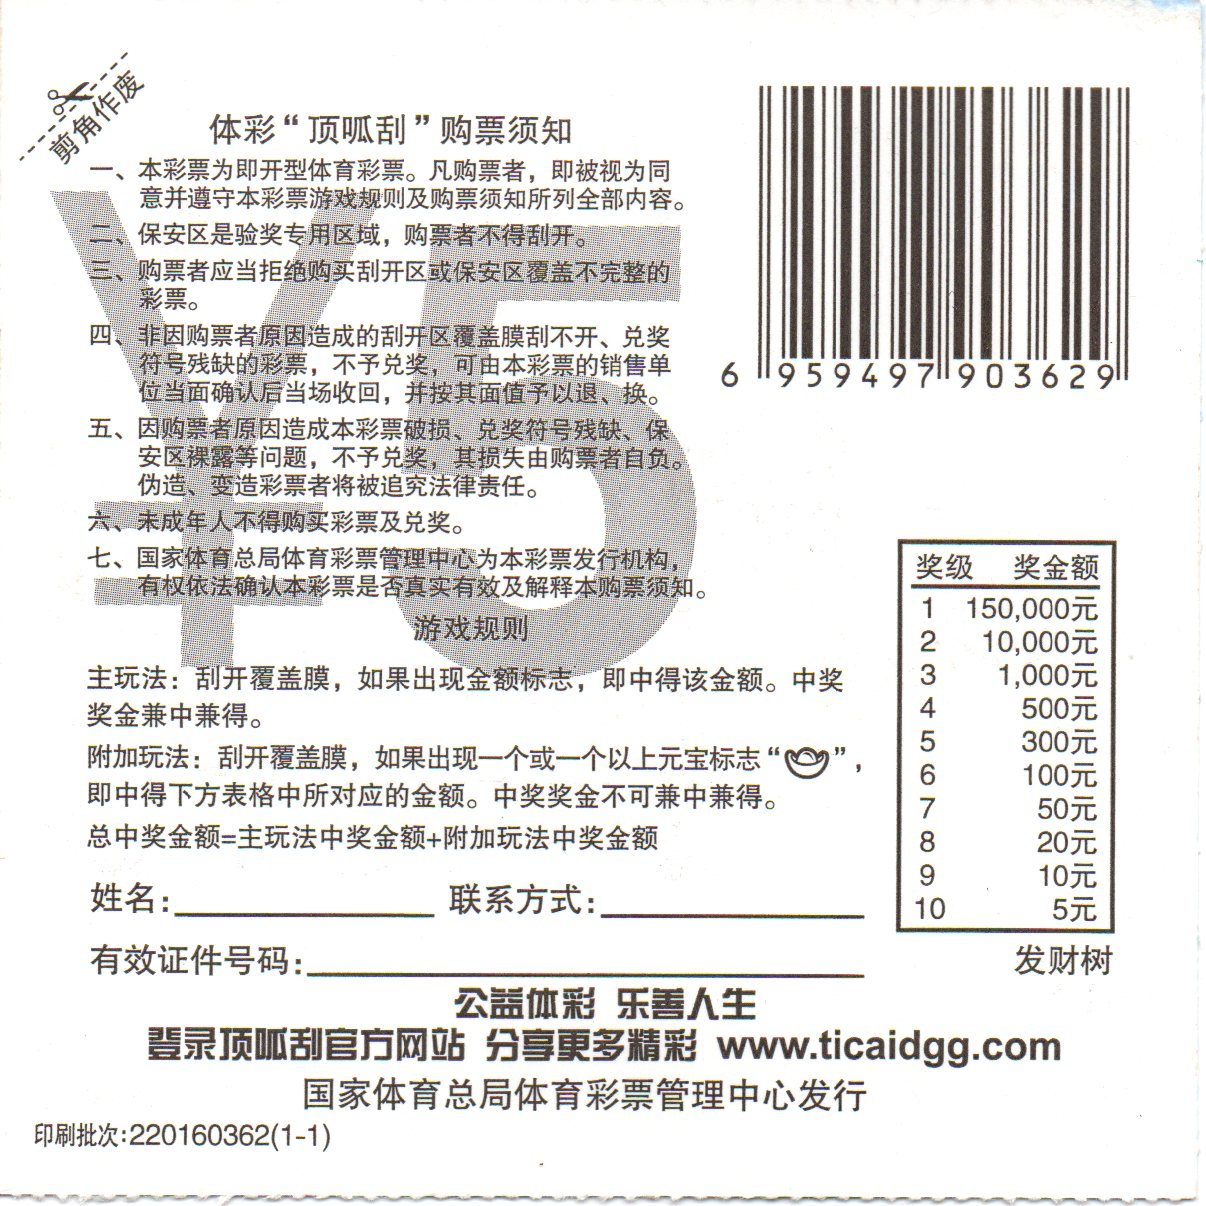 剪角作废
体彩“顶呱刮”购票须知
一、本彩票为即开型体育彩票。凡购票者，即被视为同
意并遵守本彩票游戏规则及购票须知所列全部内容。
二、保安区是验奖专用区域，购票者不得刮开。
三、购票者应当拒绝购买刮开区或保安区覆盖不完整的
彩票。
四、非因购票者原因造成的刮开区覆盖膜刮不开、兑奖
符号残缺的彩票，不予兑奖，可由本彩票的销售单
位当面确认后当场收回，并按其面值予以退、换。
五、因购票者原因造成本彩票破损、兑奖符号残缺、保
安区裸露等问题，不予兑奖，其损失由购票者自负。
伪造、变造彩票者将被追究法律责任。
六、未成年人不得购买彩票及兑奖。
七、国家体育总局体育彩票管理中心为本彩票发行机构，
有权依法确认本彩票是否真实有效及解释本购票须知。
¥5
游戏规则
主玩法：刮开覆盖膜，如果出现金额标志，即中得该金额。中奖
奖金兼中兼得。
附加玩法：刮开覆盖膜，如果出现一个或一个以上元宝标志“”，
即中得下方表格中所对应的金额。中奖奖金不可兼中兼得。
总中奖金额=主玩法中奖金额+附加玩法中奖金额
姓名: 联系方式:
有效证件号码:
6 959497 903629
奖级 奖金额
1 150,000元
2 10,000元
3 1,000元
4 500元
5 300元
6 100元
7 50元
8 20元
9 10元
10 5元
发财树
公益体彩 乐善人生
登录顶呱刮官方网站 分享更多精彩 www.ticaidgg.com
国家体育总局体育彩票管理中心发行
印刷批次:220160362(1-1)